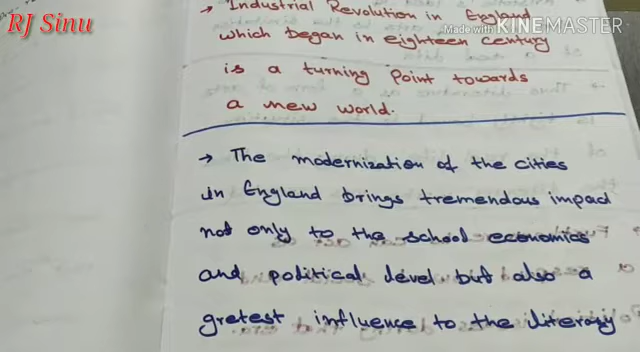 RJ Sinu
Made with KINEMASTER
→ Industrial Revolution in England
which began in eighteen century
is a turning point towards
a new world.
→ The modernization of the cities
in England brings tremendous impact
not only to the school economics
and political level but also a
gretest influence to the literary